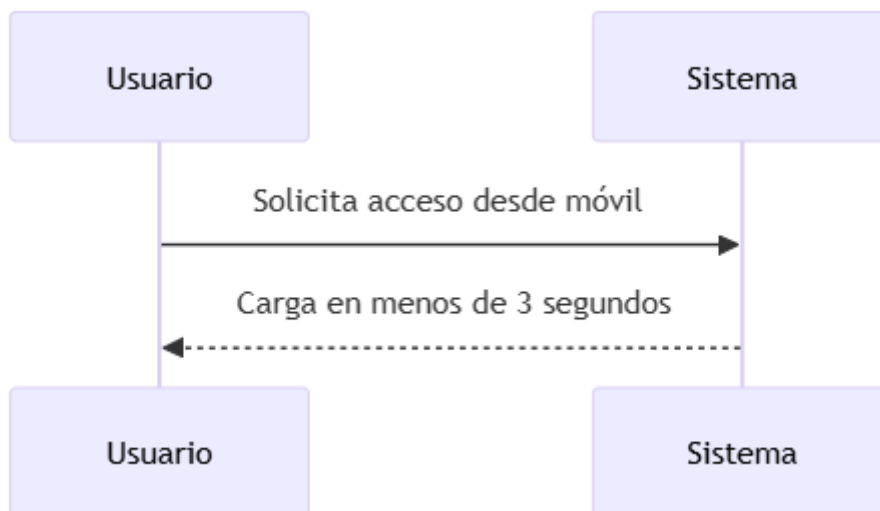 Usuario
Sistema
Solicita acceso desde móvil
Carga en menos de 3 segundos
Usuario
Sistema